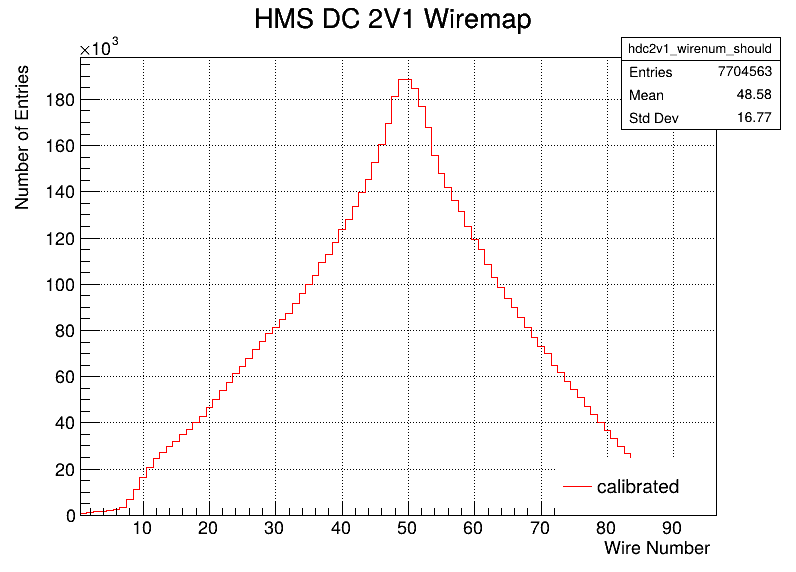 HMS DC 2V1 Wiremap
×10³
hdc2v1_wirenum_should
Entries 7704563
Mean 48.58
Std Dev 16.77
Number of Entries
180
160
140
120
100
80
60
40
20
0
calibrated
10 20 30 40 50 60 70 80 90
Wire Number